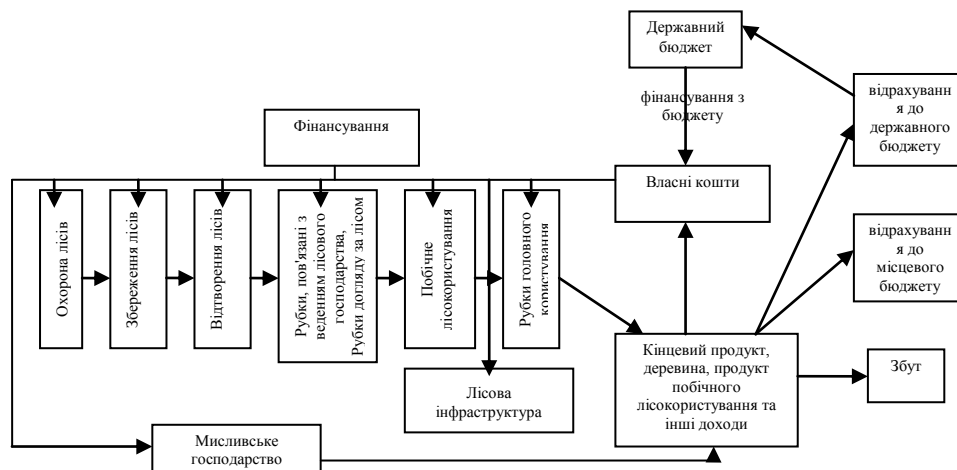 Державний
бюджет
фінансування з
бюджету
відрахуванн
я до
державного
бюджету
Фінансування
Власні кошти
Охорона лісів
Збереження лісів
Відтворення лісів
Рубки, пов'язані з
веденням лісового
господарства,
Рубки догляду за лісом
Побічне
лісокористування
Рубки головного
користування
відрахуванн
я до
місцевого
бюджету
Кінцевий продукт,
деревина, продукт
побічного
лісокористування та
інші доходи
Збут
Лісова
інфраструктура
Мисливське
господарство